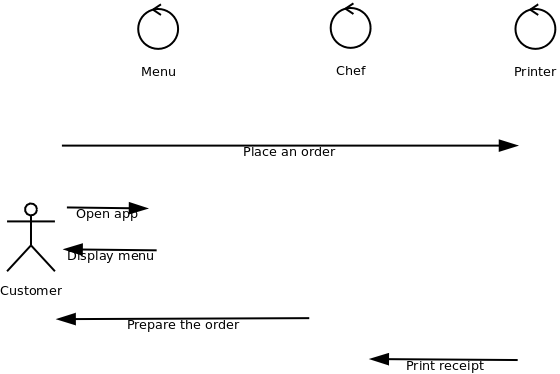 Menu
Chef
Printer
Place an order
Open app
Display menu
Customer
Prepare the order
Print receipt